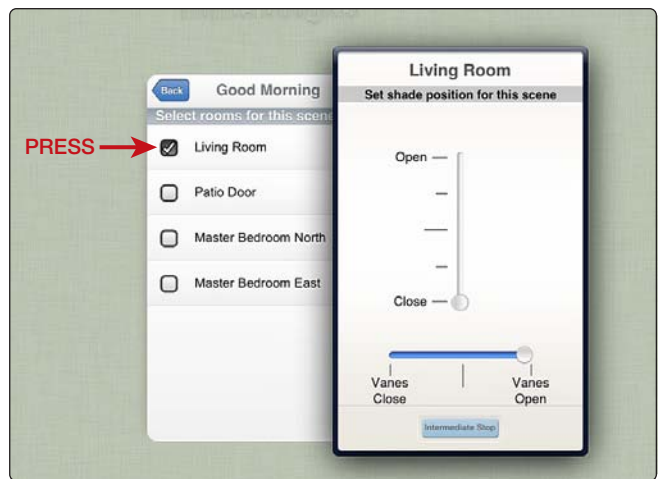 Living Room
Set shade position for this scene
Back
Good Morning
Select rooms for this scene
PRESS
Living Room
Patio Door
Master Bedroom North
Master Bedroom East
Open
Close
Vanes
Close
Vanes
Open
Intermediate Stop